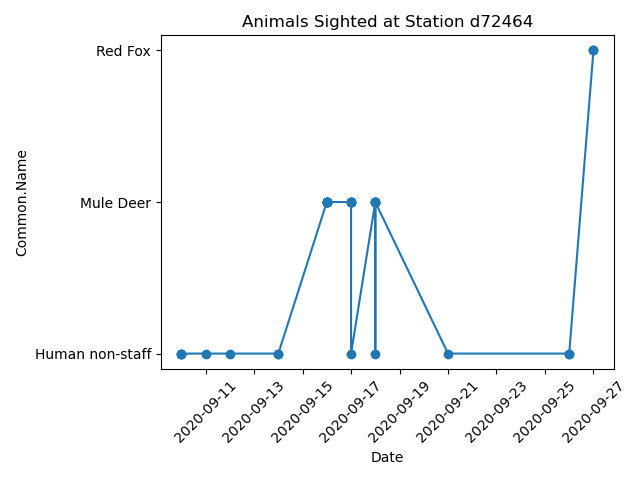 Animals Sighted at Station d72464
Red Fox
Mule Deer
Human non-staff
Common.Name
2020-09-11
2020-09-13
2020-09-15
2020-09-17
2020-09-19
2020-09-21
2020-09-23
2020-09-25
2020-09-27
Date